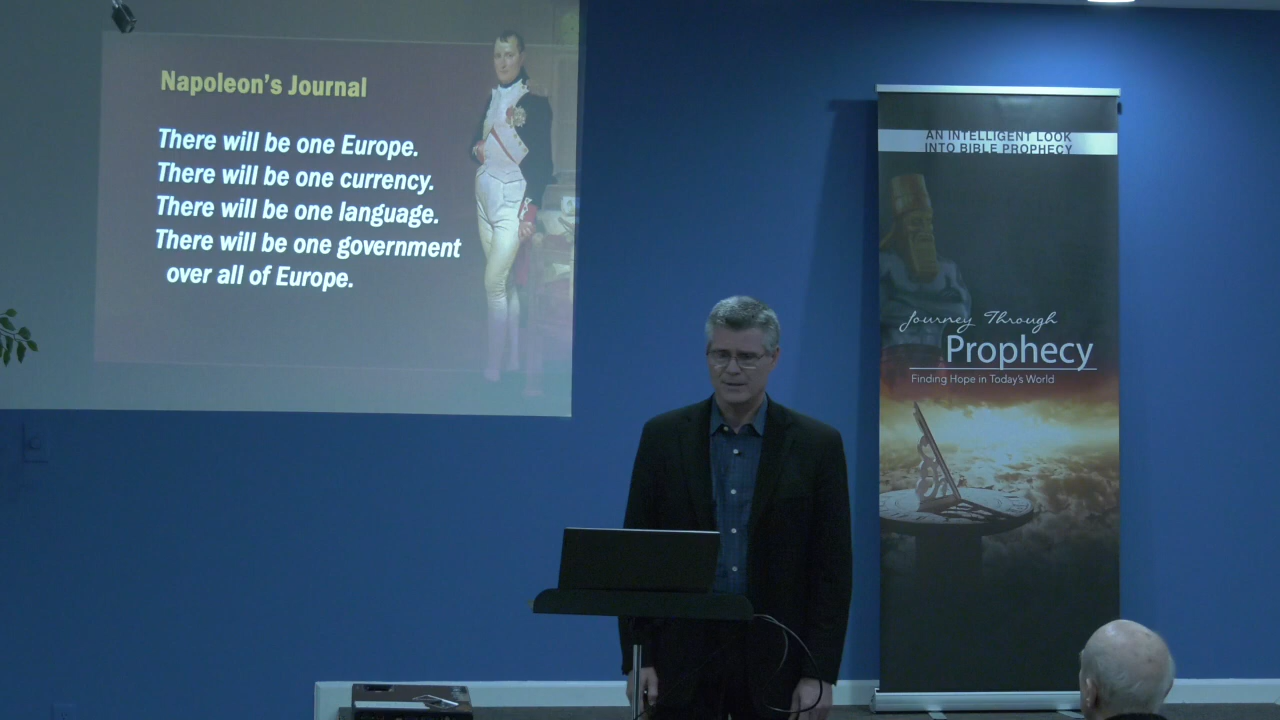 Napoleon's Journal
There will be one Europe.
There will be one currency.
There will be one language.
There will be one government
over all of Europe.
AN INTELLIGENT LOOK
INTO BIBLE PROPHECY
Journey Through
Prophecy
Finding Hope in Today's World